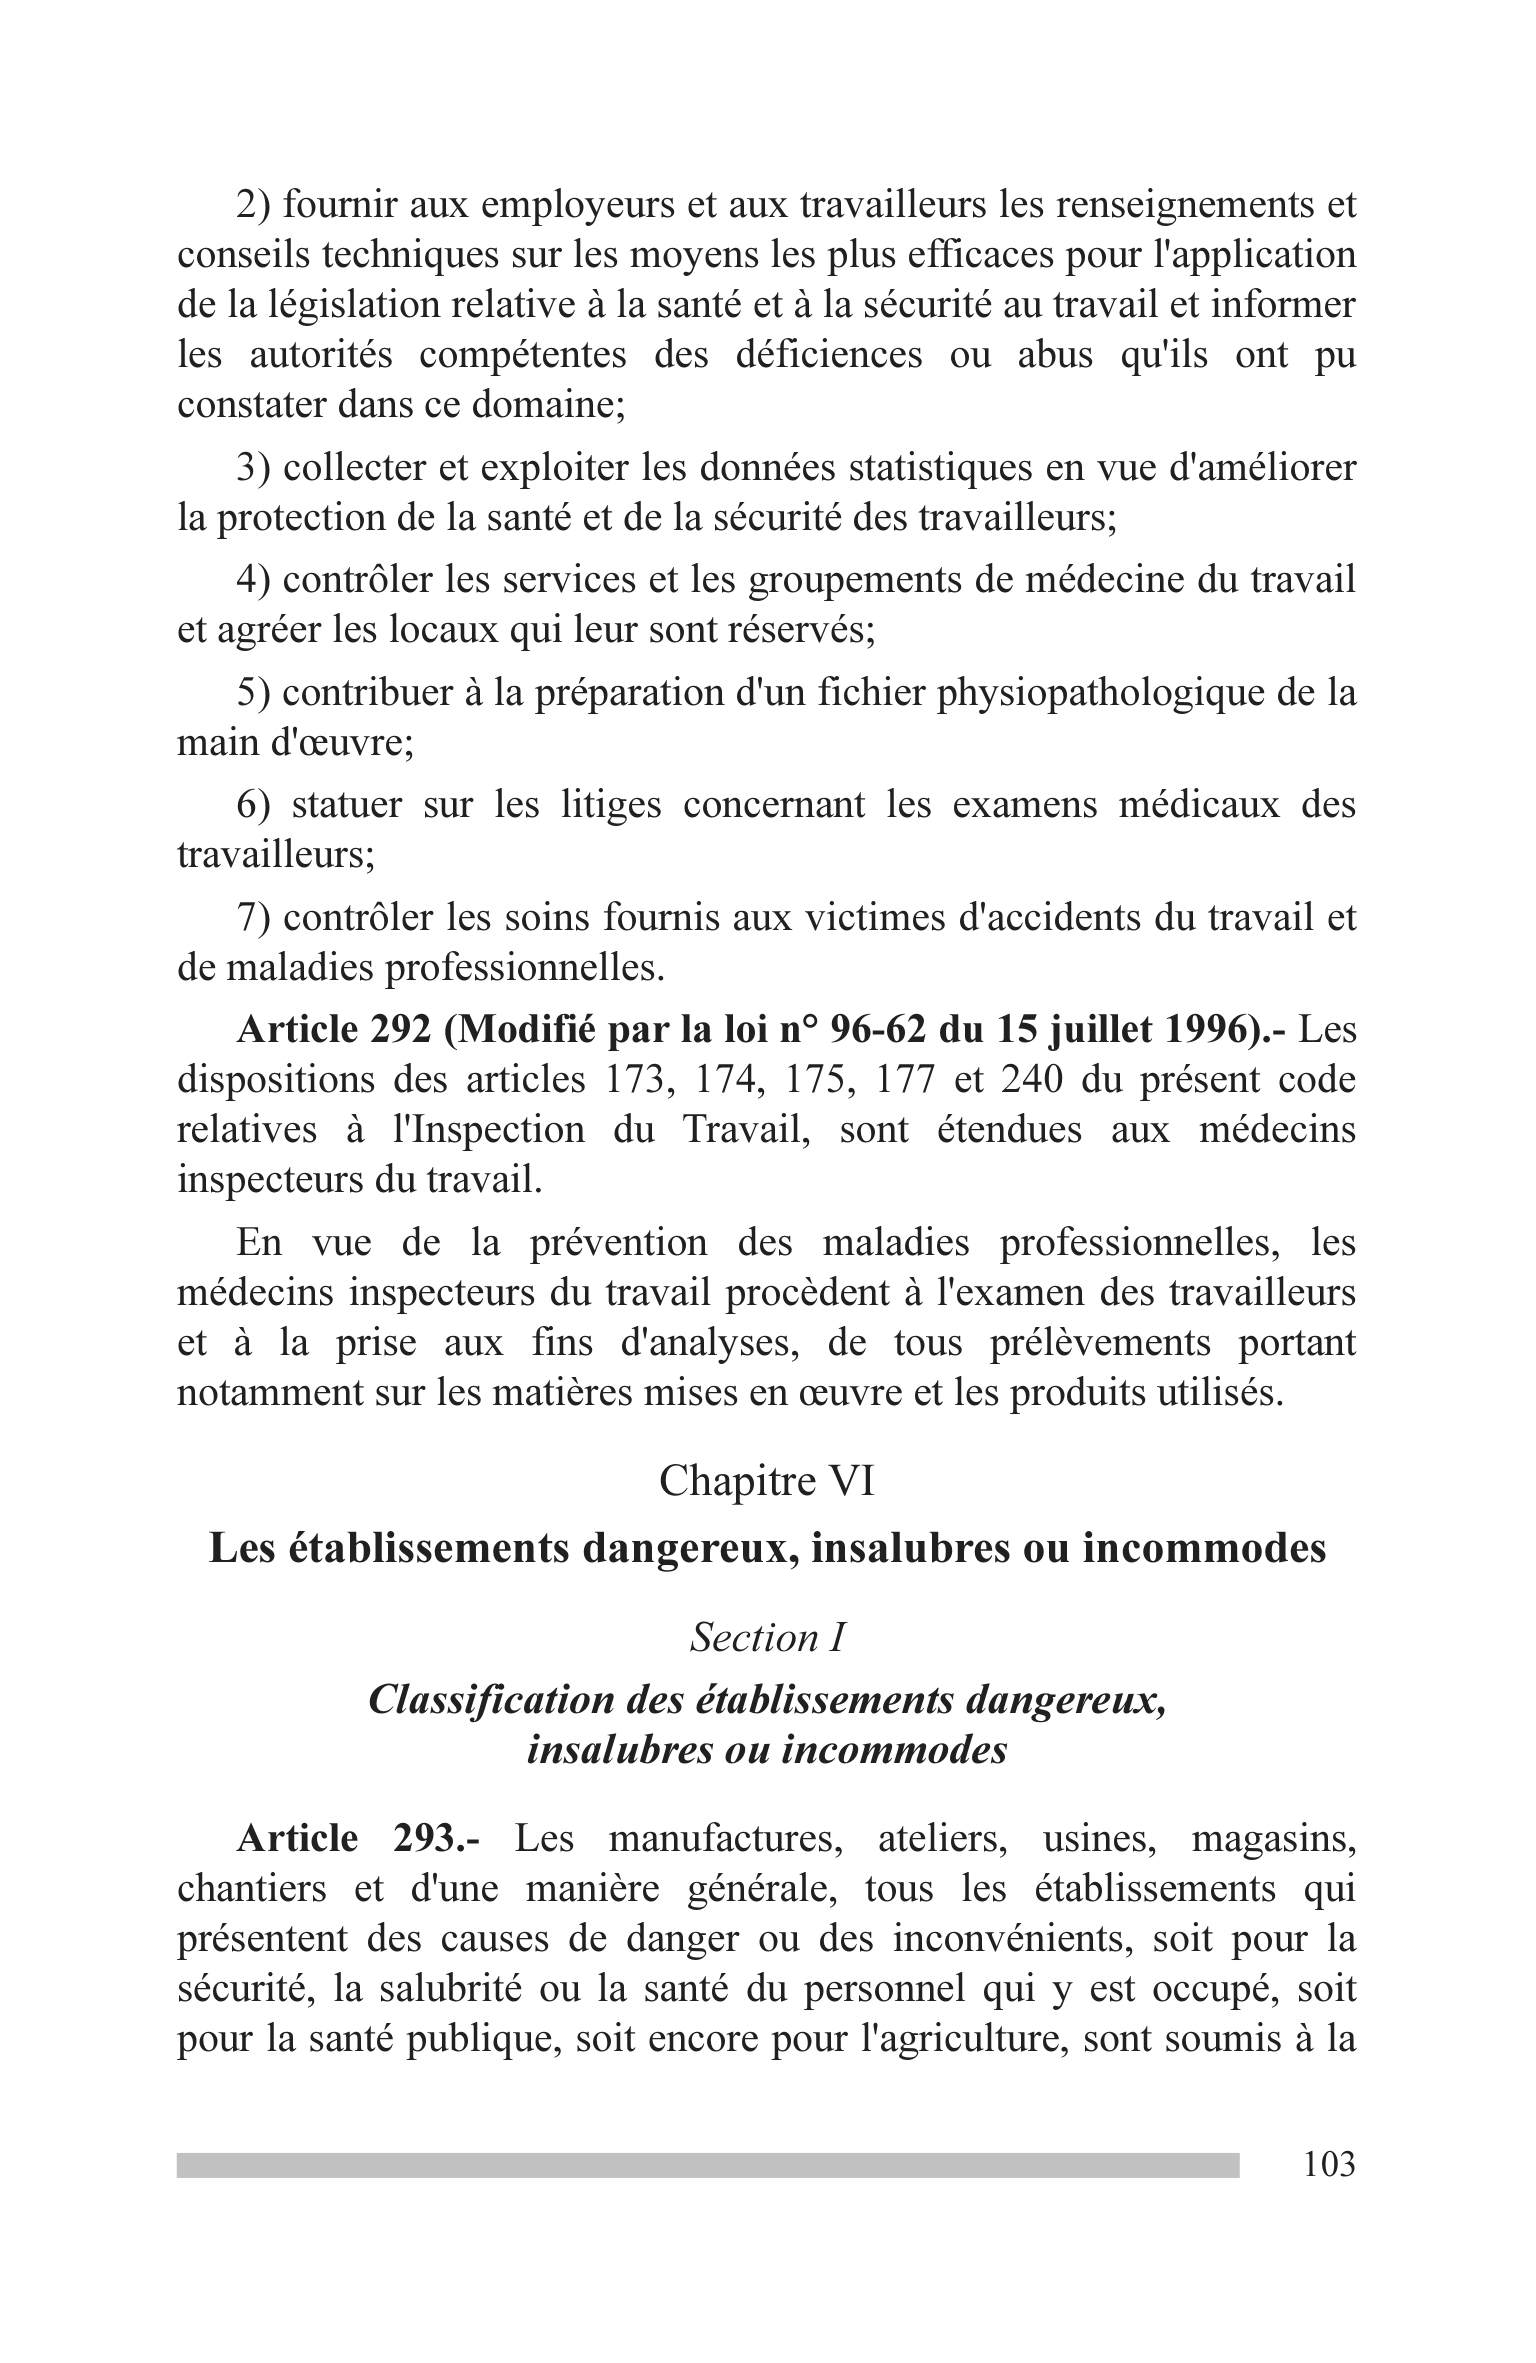 2) fournir aux employeurs et aux travailleurs les renseignements et
conseils techniques sur les moyens les plus efficaces pour l'application
de la législation relative à la santé et à la sécurité au travail et informer
les autorités compétentes des déficiences ou abus qu'ils ont pu
constater dans ce domaine;
3) collecter et exploiter les données statistiques en vue d'améliorer
la protection de la santé et de la sécurité des travailleurs;
4) contrôler les services et les groupements de médecine du travail
et agréer les locaux qui leur sont réservés;
5) contribuer à la préparation d'un fichier physiopathologique de la
main d'œuvre;
6) statuer sur les litiges concernant les examens médicaux des
travailleurs;
7) contrôler les soins fournis aux victimes d'accidents du travail et
de maladies professionnelles.
Article 292 (Modifié par la loi n° 96-62 du 15 juillet 1996).- Les
dispositions des articles 173, 174, 175, 177 et 240 du présent code
relatives à l'Inspection du Travail, sont étendues aux médecins
inspecteurs du travail.
En vue de la prévention des maladies professionnelles, les
médecins inspecteurs du travail procèdent à l'examen des travailleurs
et à la prise aux fins d'analyses, de tous prélèvements portant
notamment sur les matières mises en œuvre et les produits utilisés.
Chapitre VI
Les établissements dangereux, insalubres ou incommodes
Section I
Classification des établissements dangereux,
insalubres ou incommodes
Article 293.- Les manufactures, ateliers, usines, magasins,
chantiers et d'une manière générale, tous les établissements qui
présentent des causes de danger ou des inconvénients, soit pour la
sécurité, la salubrité ou la santé du personnel qui y est occupé, soit
pour la santé publique, soit encore pour l'agriculture, sont soumis à la
103